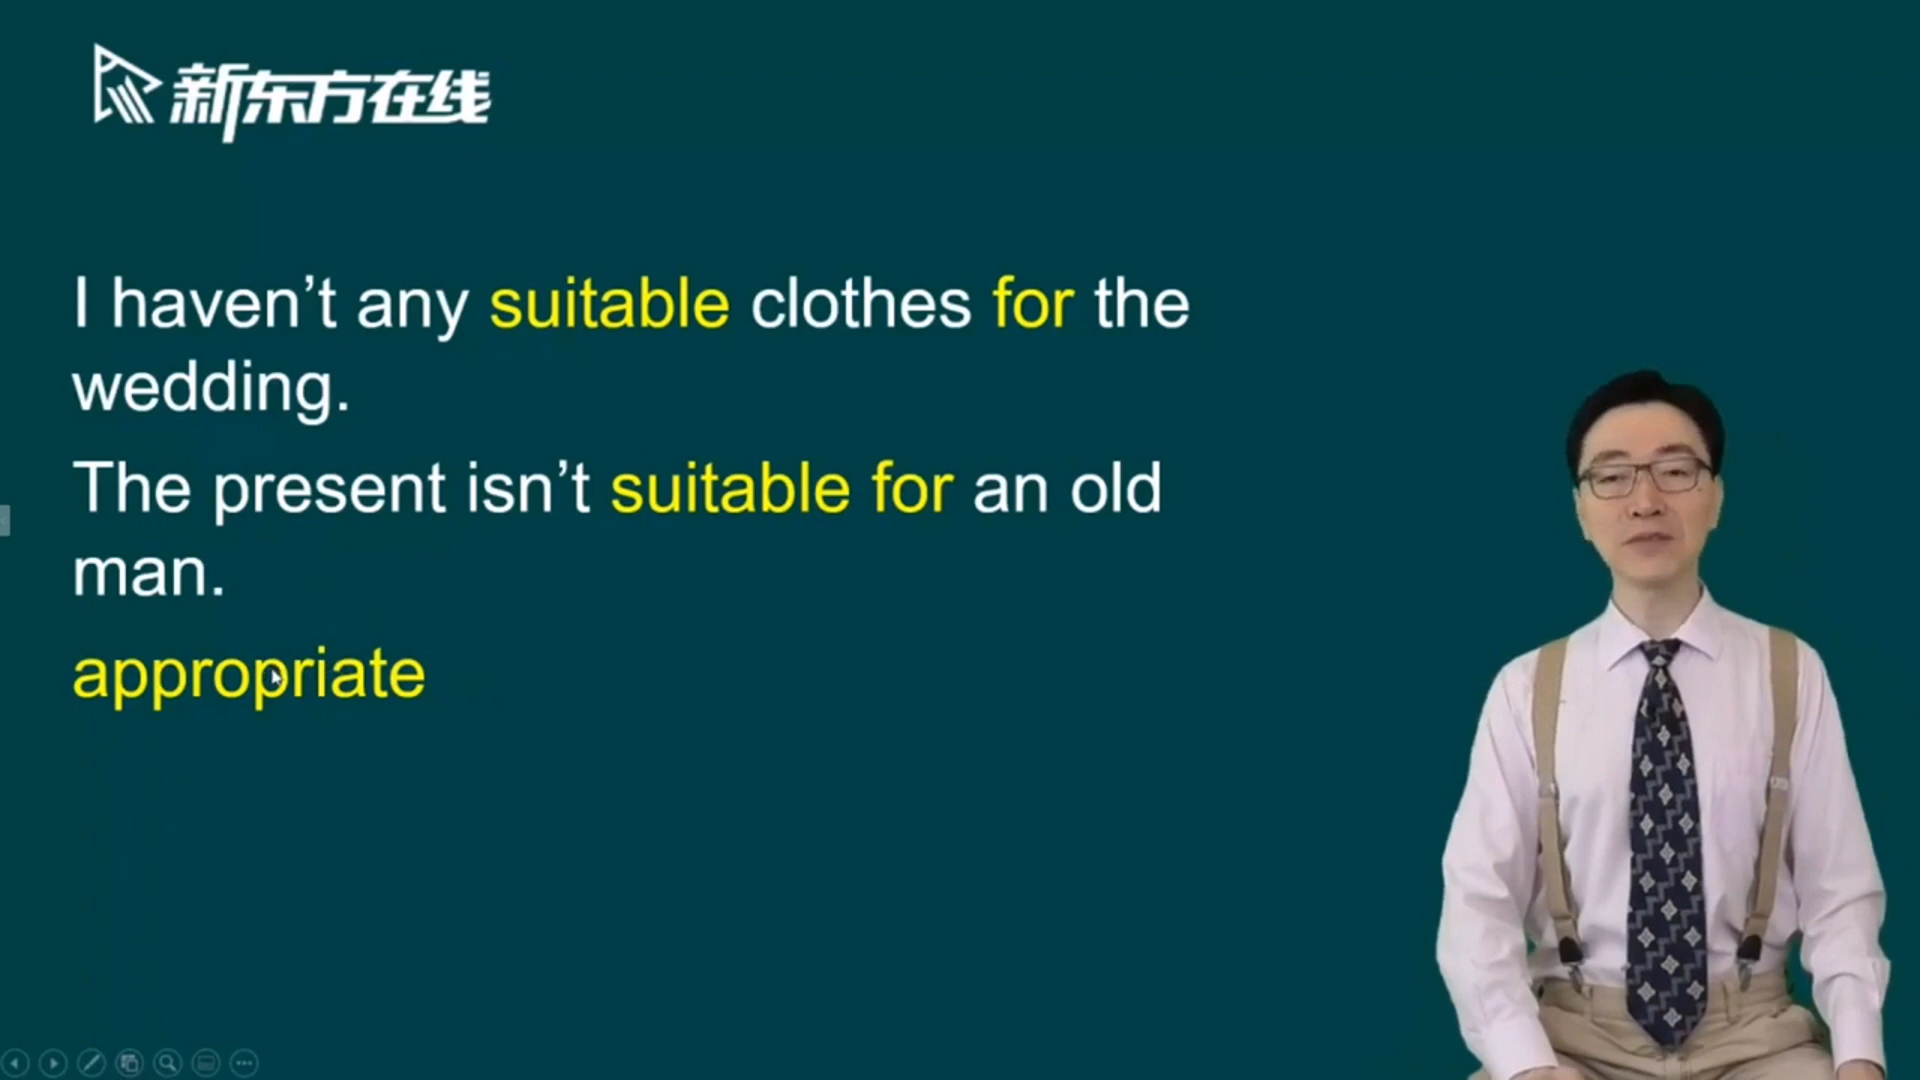 新东方在线
I haven’t any suitable clothes for the
wedding.
The present isn’t suitable for an old
man.
appropriate